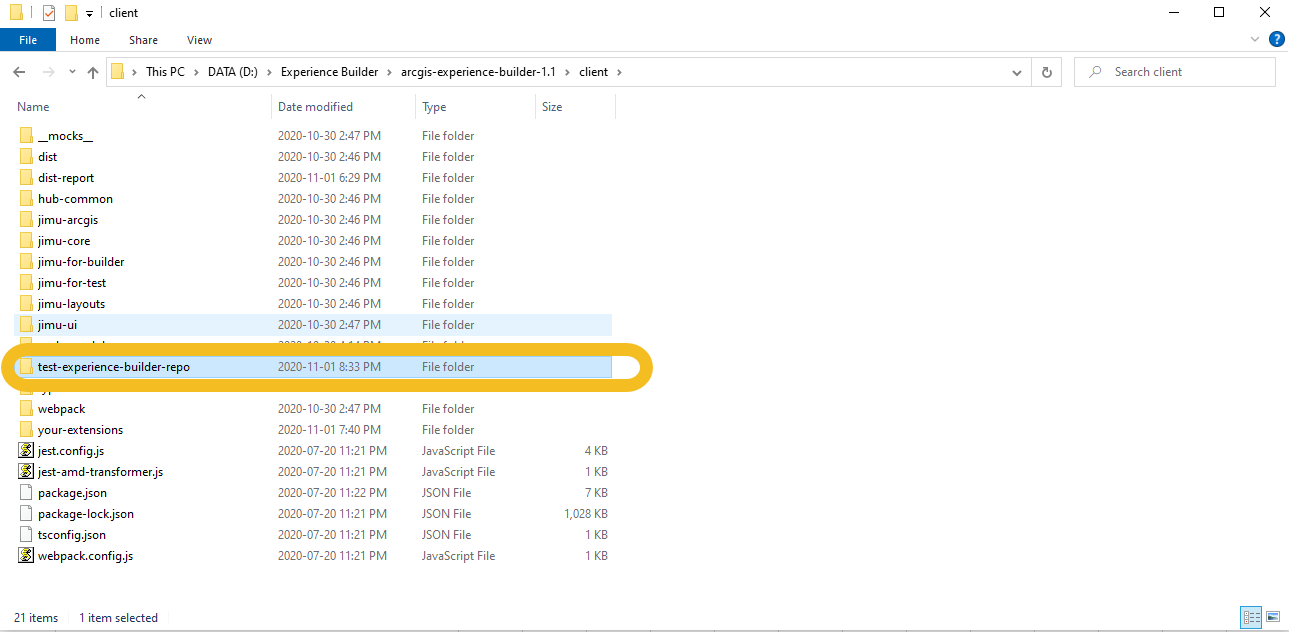 client
File Home Share View
This PC > DATA (D:) > Experience Builder > arcgis-experience-builder-1.1 > client > Search client
Name Date modified Type Size
__mocks__ 2020-10-30 2:47 PM File folder
dist 2020-10-30 2:46 PM File folder
dist-report 2020-11-01 6:29 PM File folder
hub-common 2020-10-30 2:46 PM File folder
jimu-arcgis 2020-10-30 2:46 PM File folder
jimu-core 2020-10-30 2:46 PM File folder
jimu-for-builder 2020-10-30 2:46 PM File folder
jimu-for-test 2020-10-30 2:46 PM File folder
jimu-layouts 2020-10-30 2:46 PM File folder
jimu-ui 2020-10-30 2:47 PM File folder
test-experience-builder-repo 2020-11-01 8:33 PM File folder
webpack 2020-10-30 2:47 PM File folder
your-extensions 2020-11-01 7:40 PM File folder
jest.config.js 2020-07-20 11:21 PM JavaScript File 4 KB
jest-amd-transformer.js 2020-07-20 11:21 PM JavaScript File 1 KB
package.json 2020-07-20 11:22 PM JSON File 7 KB
package-lock.json 2020-07-20 11:21 PM JSON File 1,028 KB
tsconfig.json 2020-07-20 11:21 PM JSON File 1 KB
webpack.config.js 2020-07-20 11:21 PM JavaScript File 1 KB
21 items 1 item selected